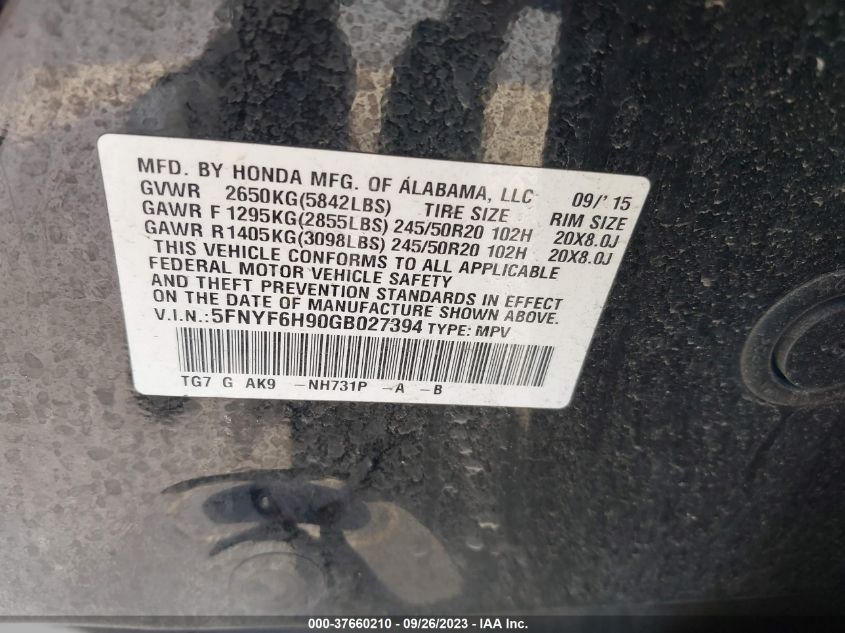 MFD. BY HONDA MFG. OF ALABAMA, LLC 09/' 15
GVWR 2650KG(5842LBS) TIRE SIZE RIM SIZE
GAWR F 1295KG(2855LBS) 245/50R20 102H 20X8.0J
GAWR R1405KG(3098LBS) 245/50R20 102H 20X8.0J
THIS VEHICLE CONFORMS TO ALL APPLICABLE
FEDERAL MOTOR VEHICLE SAFETY
AND THEFT PREVENTION STANDARDS IN EFFECT
ON THE DATE OF MANUFACTURE SHOWN ABOVE.
V.I.N.:5FNYF6H90GB027394 TYPE: MPV
TG7 G AK9 -NH731P -A -B
000-37660210 | 09/26/2023 | IAA Inc.